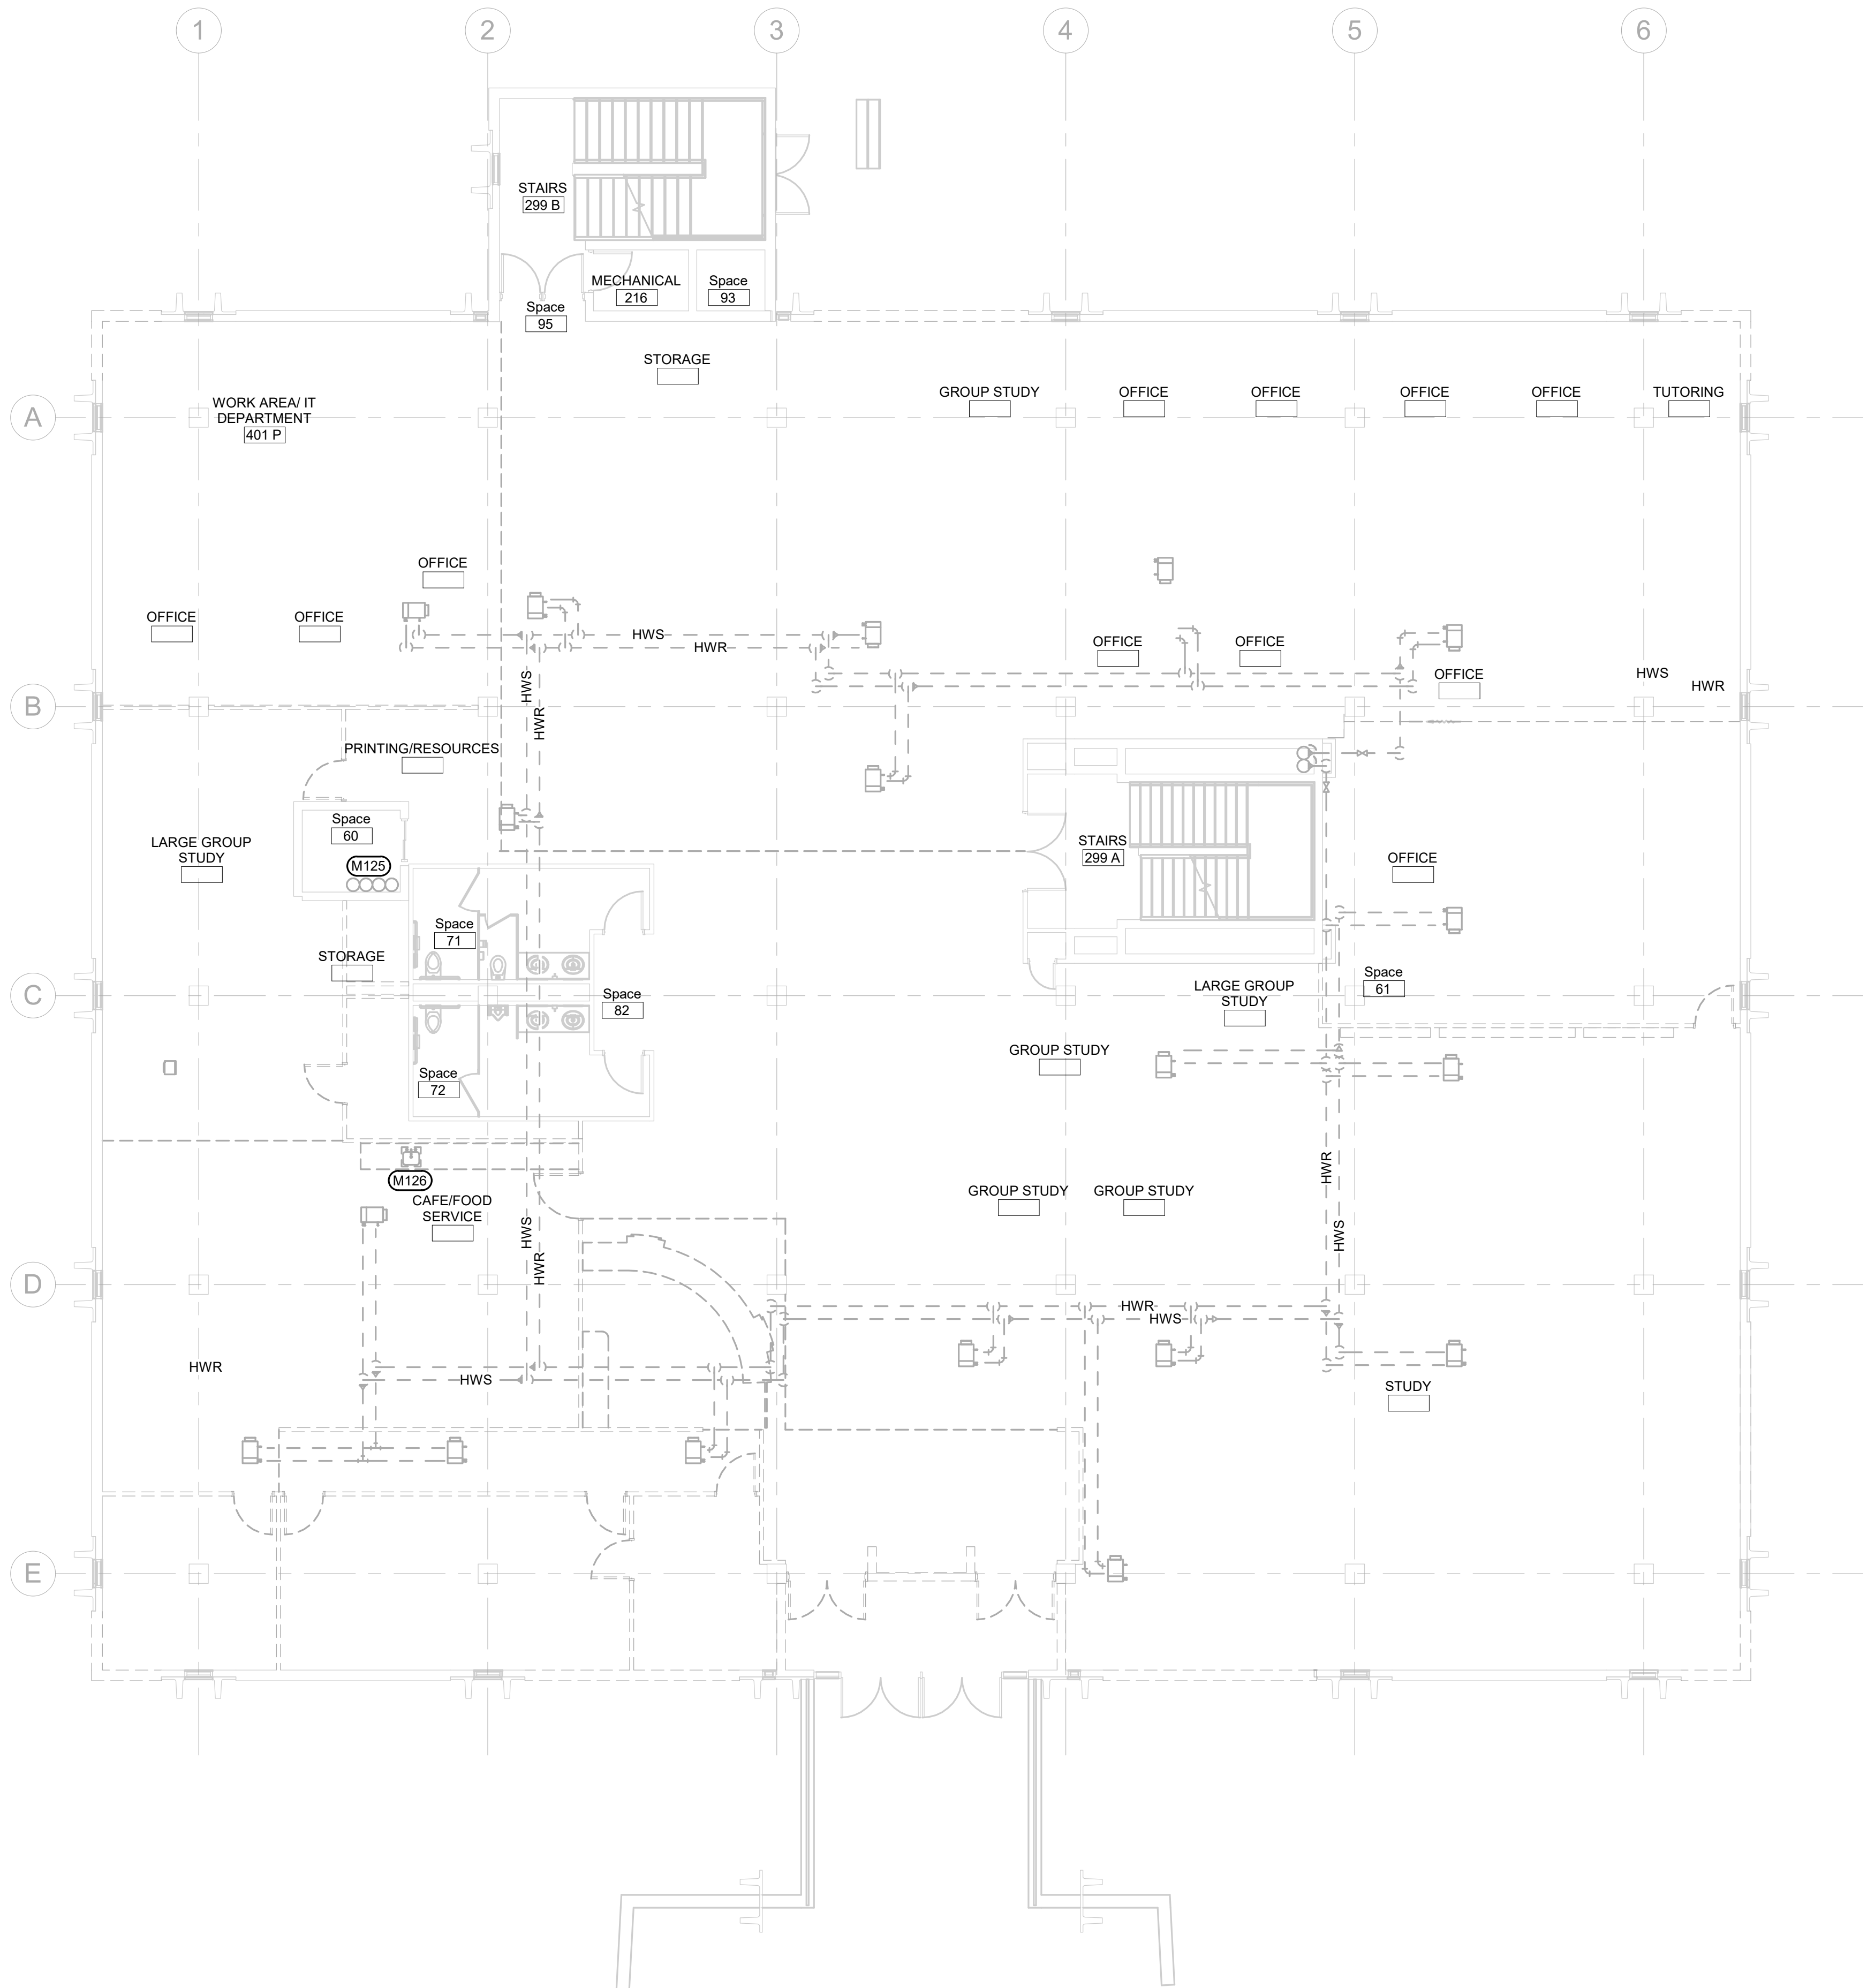 1
2
3
4
5
6
STAIRS
299 B
MECHANICAL
216
Space
93
Space
95
STORAGE
A
WORK AREA/ IT
DEPARTMENT
401 P
GROUP STUDY
OFFICE
OFFICE
OFFICE
OFFICE
TUTORING
OFFICE
OFFICE
OFFICE
HWS
HWR
OFFICE
OFFICE
OFFICE
HWS
HWR
HWS
HWR
B
PRINTING/RESOURCES
Space
60
M125
LARGE GROUP
STUDY
STAIRS
299 A
OFFICE
Space
71
STORAGE
C
Space
82
LARGE GROUP
STUDY
Space
61
GROUP STUDY
Space
72
M126
CAFE/FOOD
SERVICE
GROUP STUDY
GROUP STUDY
HWR
HWS
HWS
HWR
D
HWR
HWS
HWR
HWS
STUDY
E